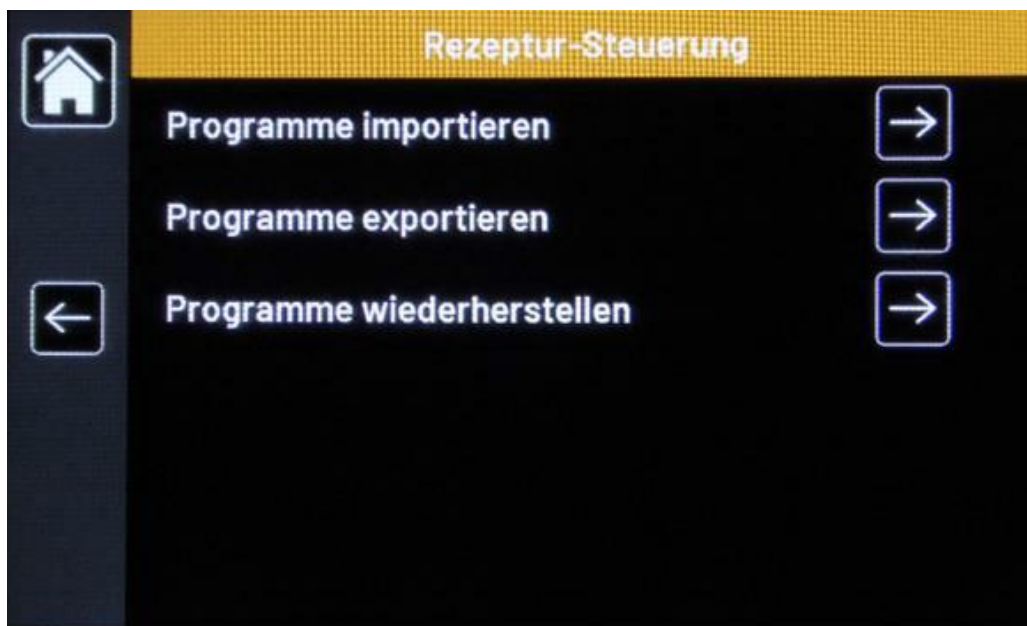 Rezeptur-Steuerung
Programme importieren
Programme exportieren
Programme wiederherstellen